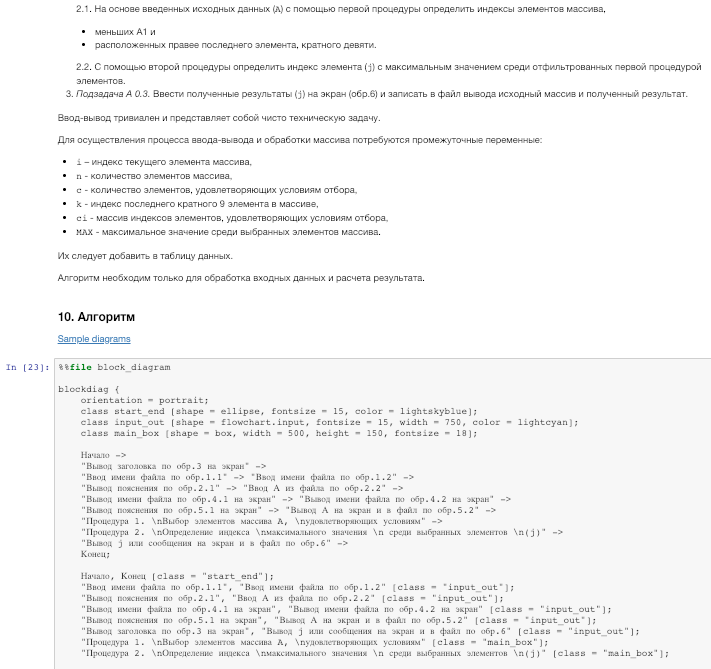 2.1. На основе введенных исходных данных (A) с помощью первой процедуры определить индексы элементов массива,
• меньших A1 и
• расположенных правее последнего элемента, кратного девяти.
2.2. С помощью второй процедуры определить индекс элемента (j) с максимальным значением среди отфильтрованных первой процедурой
элементов.
3. Подзадача А 0.3. Ввести полученные результаты (j) на экран (обр.6) и записать в файл вывода исходный массив и полученный результат.
Ввод-вывод тривиален и представляет собой чисто техническую задачу.
Для осуществления процесса ввода-вывода и обработки массива потребуются промежуточные переменные:
• i – индекс текущего элемента массива,
• n - количество элементов массива,
• c - количество элементов, удовлетворяющих условиям отбора,
• k - индекс последнего кратного 9 элемента в массиве,
• ci - массив индексов элементов, удовлетворяющих условиям отбора,
• MAX - максимальное значение среди выбранных элементов массива.
Их следует добавить в таблицу данных.
Алгоритм необходим только для обработка входных данных и расчета результата.
10. Алгоритм
Sample diagrams
In [23]: %%file block_diagram
blockdiag {
orientation = portrait;
class start_end [shape = ellipse, fontsize = 15, color = lightskyblue];
class input_out [shape = flowchart.input, fontsize = 15, width = 750, color = lightcyan];
class main_box [shape = box, width = 500, height = 150, fontsize = 18];
Начало ->
"Вывод заголовка по обр.3 на экран" ->
"Ввод имени файла по обр.1.1" -> "Ввод имени файла по обр.1.2" ->
"Вывод пояснения по обр.2.1" -> "Ввод А из файла по обр.2.2" ->
"Вывод имени файла по обр.4.1 на экран" -> "Вывод имени файла по обр.4.2 на экран" ->
"Вывод пояснения по обр.5.1 на экран" -> "Вывод А на экран и в файл по обр.5.2" ->
"Процедура 1. \nВыбор элементов массива А, \nудовлетворяющих условиям" ->
"Процедура 2. \nОпределение индекса \nмаксимального значения \n среди выбранных элементов \n(j)" ->
"Вывод j или сообщения на экран и в файл по обр.6" ->
Конец;
Начало, Конец [class = "start_end"];
"Ввод имени файла по обр.1.1", "Ввод имени файла по обр.1.2" [class = "input_out"];
"Вывод пояснения по обр.2.1", "Ввод А из файла по обр.2.2" [class = "input_out"];
"Вывод имени файла по обр.4.1 на экран", "Вывод имени файла по обр.4.2 на экран" [class = "input_out"];
"Вывод пояснения по обр.5.1 на экран", "Вывод А на экран и в файл по обр.5.2" [class = "input_out"];
"Вывод заголовка по обр.3 на экран", "Вывод j или сообщения на экран и в файл по обр.6" [class = "input_out"];
"Процедура 1. \nВыбор элементов массива А, \nудовлетворяющих условиям" [class = "main_box"];
"Процедура 2. \nОпределение индекса \nмаксимального значения \n среди выбранных элементов \n(j)" [class = "main_box"];